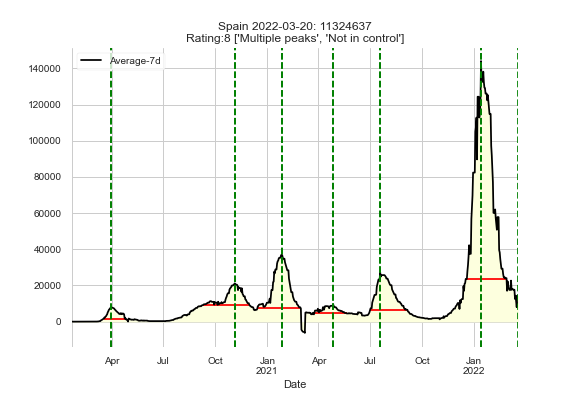 Spain 2022-03-20: 11324637
Rating:8 ['Multiple peaks', 'Not in control']
Average-7d
140000
120000
100000
80000
60000
40000
20000
0
Apr Jul Oct Jan Apr Jul Oct Jan
2021 2022
Date